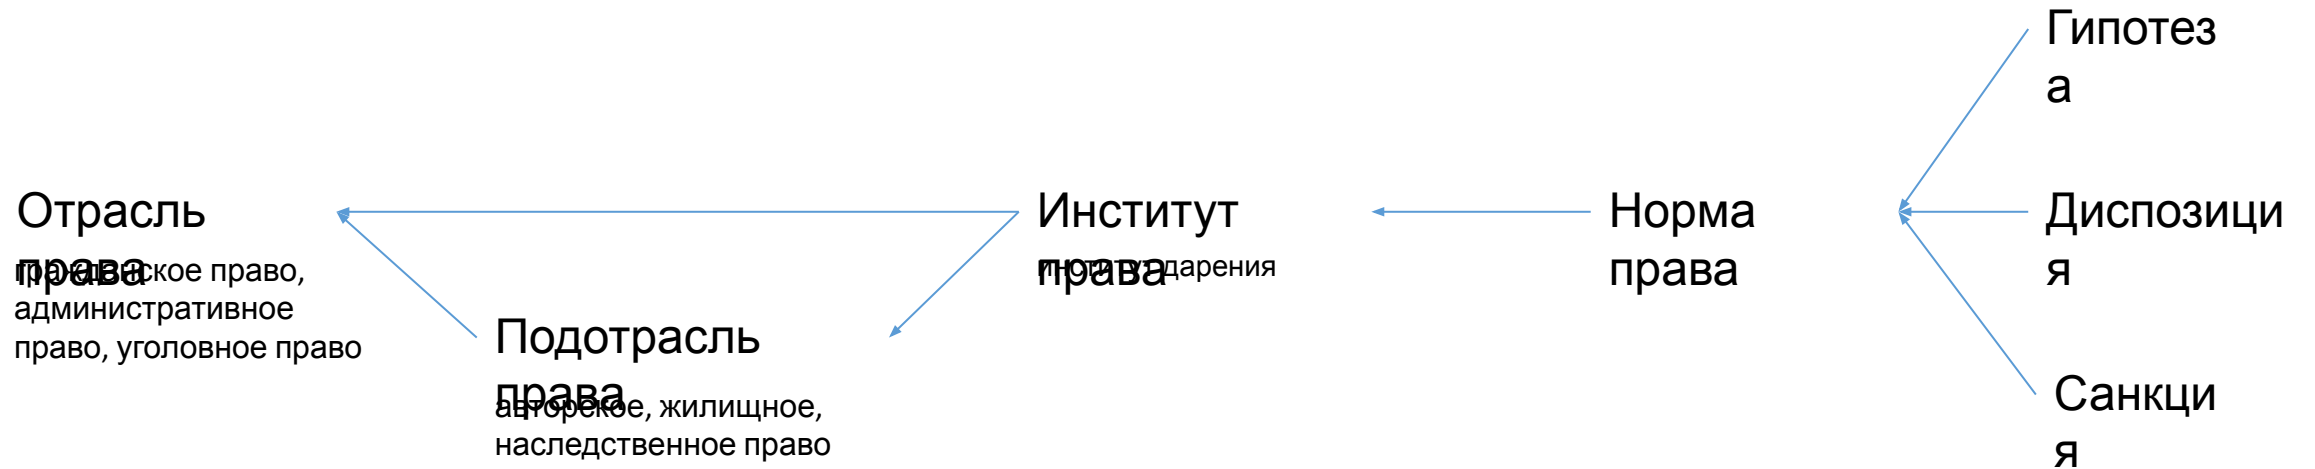 Гипотез
а
Отрасль
права
гражданское право,
административное
право, уголовное право
Подотрасль
права
авторское, жилищное,
наследственное право
Институт
права
институт дарения
Норма
права
Диспозици
я
Санкци
я